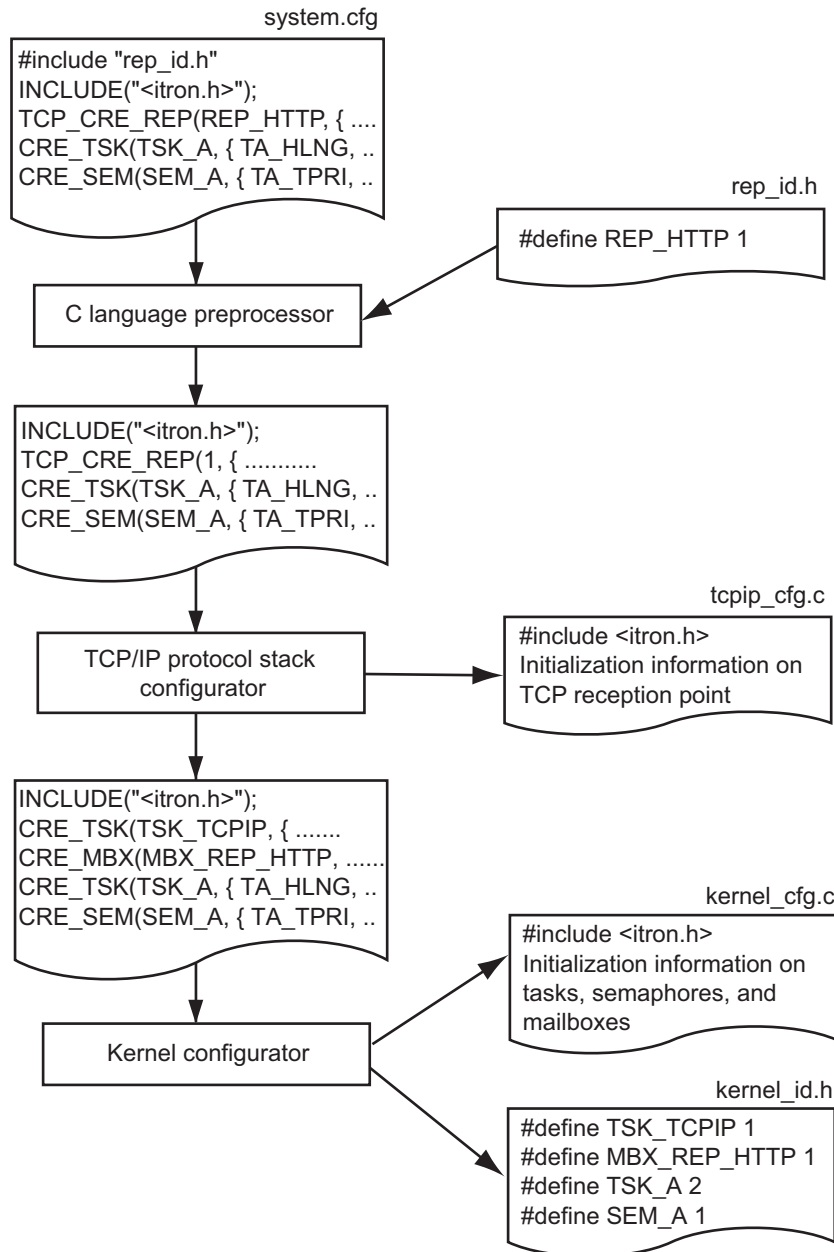 system.cfg
#include "rep_id.h"
INCLUDE("<itron.h>");
TCP_CRE_REP(REP_HTTP, { ....
CRE_TSK(TSK_A, { TA_HLNG, ..
CRE_SEM(SEM_A, { TA_TPRI, ..
rep_id.h
#define REP_HTTP 1
C language preprocessor
INCLUDE("<itron.h>");
TCP_CRE_REP(1, { ...........
CRE_TSK(TSK_A, { TA_HLNG, ..
CRE_SEM(SEM_A, { TA_TPRI, ..
TCP/IP protocol stack
configurator
tcpip_cfg.c
#include <itron.h>
Initialization information on
TCP reception point
INCLUDE("<itron.h>");
CRE_TSK(TSK_TCPIP, { .......
CRE_MBX(MBX_REP_HTTP, ......
CRE_TSK(TSK_A, { TA_HLNG, ..
CRE_SEM(SEM_A, { TA_TPRI, ..
Kernel configurator
kernel_cfg.c
#include <itron.h>
Initialization information on
tasks, semaphores, and
mailboxes
kernel_id.h
#define TSK_TCPIP 1
#define MBX_REP_HTTP 1
#define TSK_A 2
#define SEM_A 1